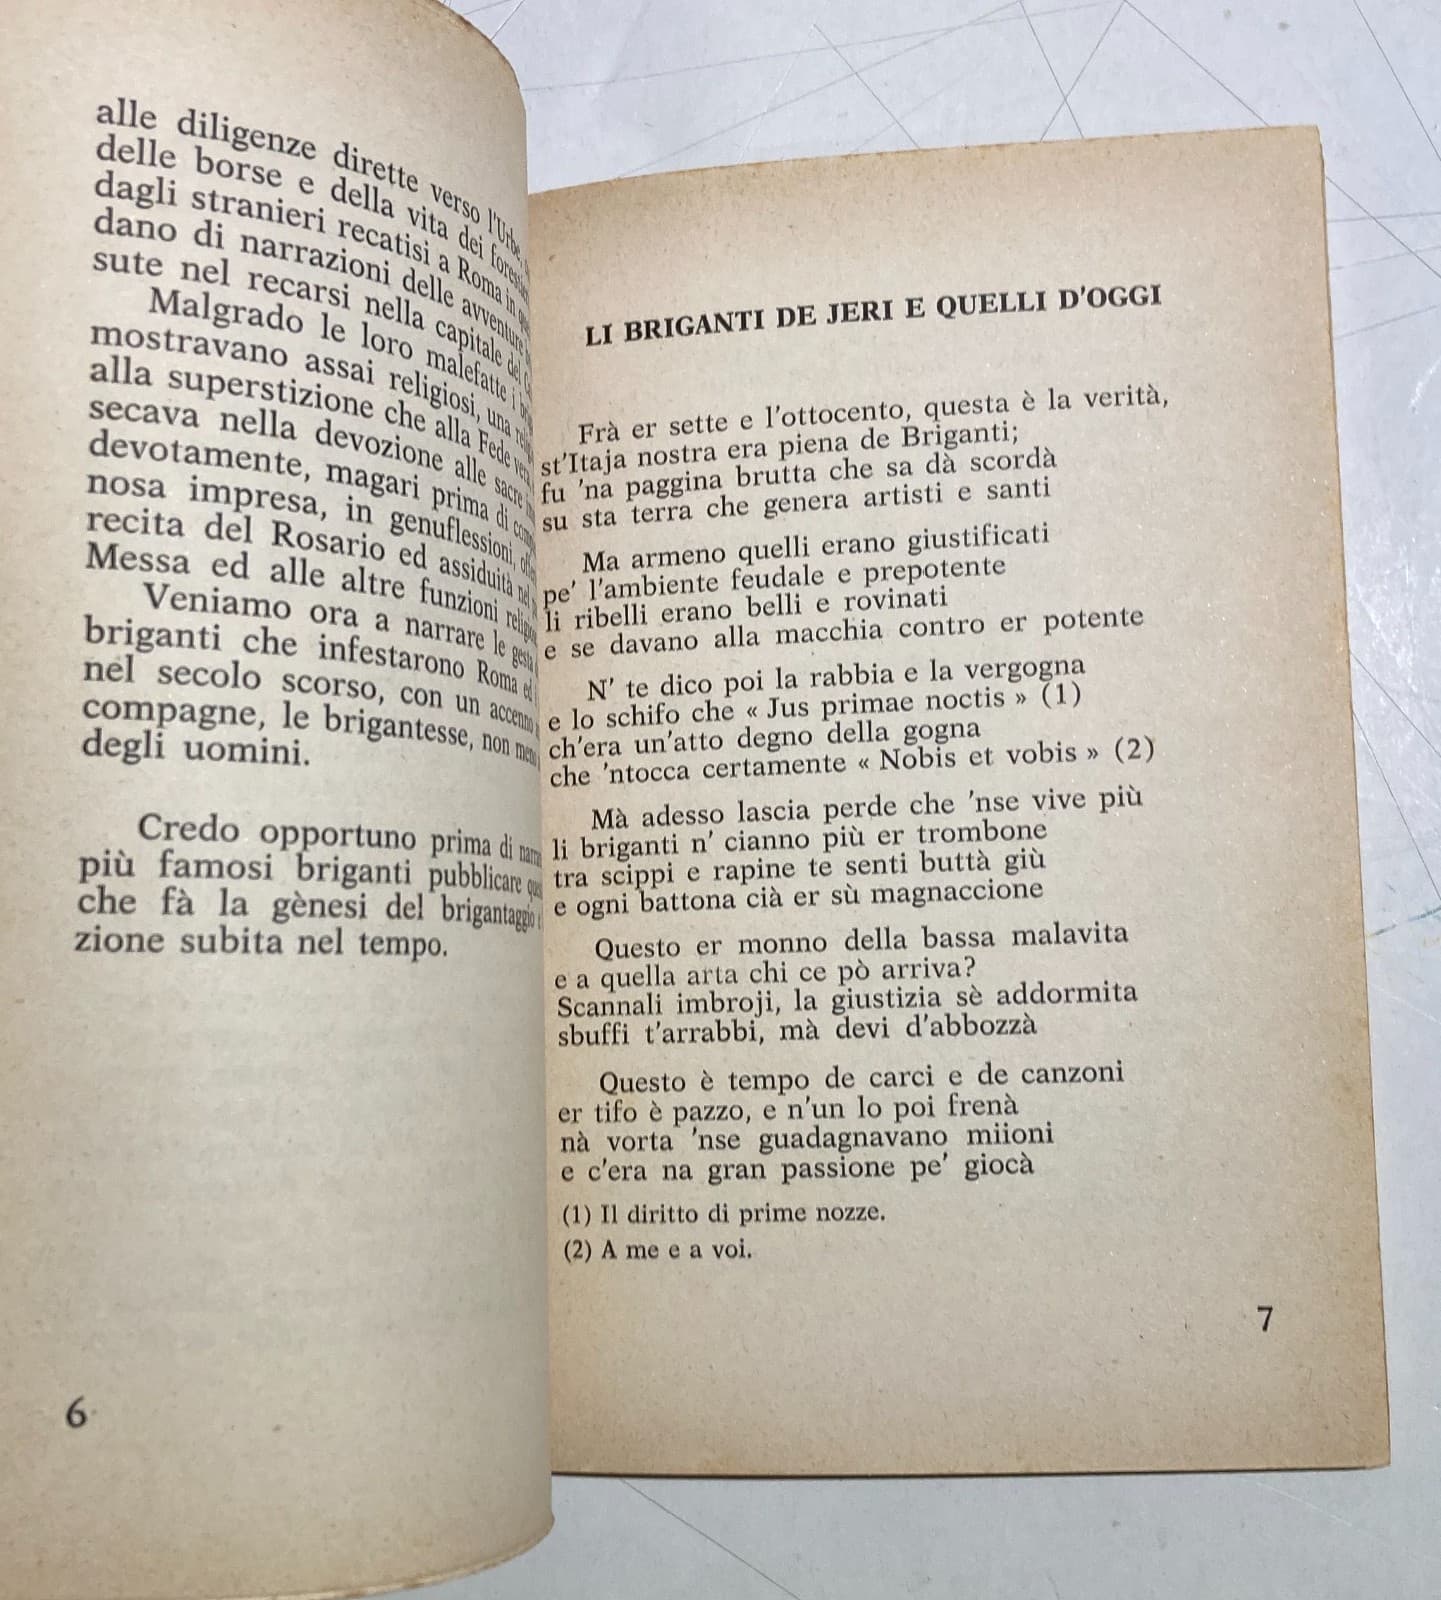 alle diligenze dirette verso l'Urbe,
delle borse e della vita dei
dagli stranieri recatisi a Roma in
dano di narrazioni delle avventure
sute nel recarsi nella capitale del
Malgrado le loro malefatte i
mostravano assai religiosi, una
alla superstizione che alla Fede
secava nella devozione alle sacre
devotamente, magari prima di
nosa impresa, in genuflessioni,
recita del Rosario ed assiduità nel
Messa ed alle altre funzioni
Veniamo ora a narrare le gesta
briganti che infestarono Roma ed
nel secolo scorso, con un accenno
compagne, le brigantesse, non
degli uomini.
Credo opportuno prima di
più famosi briganti pubblicare
che fà la gènesi del brigantaggio
zione subita nel tempo.
6
LI BRIGANTI DE JERI E QUELLI D'OGGI
Frà er sette e l'ottocento, questa è la verità,
st'Itaja nostra era piena de Briganti;
fu 'na paggina brutta che sa dà scordà
su sta terra che genera artisti e santi
Ma armeno quelli erano giustificati
pe' l'ambiente feudale e prepotente
li ribelli erano belli e rovinati
e se davano alla macchia contro er potente
N' te dico poi la rabbia e la vergogna
e lo schifo che « Jus primae noctis » (1)
ch'era un'atto degno della gogna
che 'ntocca certamente « Nobis et vobis » (2)
Mà adesso lascia perde che 'nse vive più
li briganti n' cianno più er trombone
tra scippi e rapine te senti buttà giù
e ogni battona cià er sù magnaccione
Questo er monno della bassa malavita
e a quella arta chi ce pò arriva?
Scannali imbroji, la giustizia sè addormita
sbuffi t'arrabbi, mà devi d'abbozzà
Questo è tempo de carci e de canzoni
er tifo è pazzo, e n'un lo poi frenà
nà vorta 'nse guadagnavano miioni
e c'era na gran passione pe' giocà
(1) Il diritto di prime nozze.
(2) A me e a voi.
7